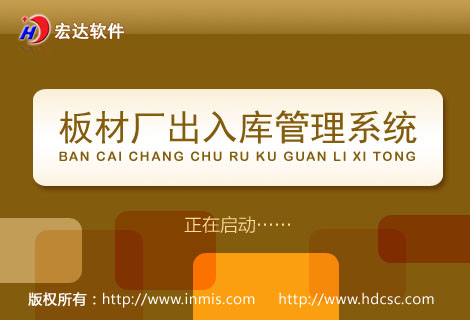 宏达软件
板材厂出入库管理系统
BAN CAI CHANG CHU RU KU GUAN LI XI TONG
正在启动……
版权所有：http://www.inmis.com http://www.hdcsc.com